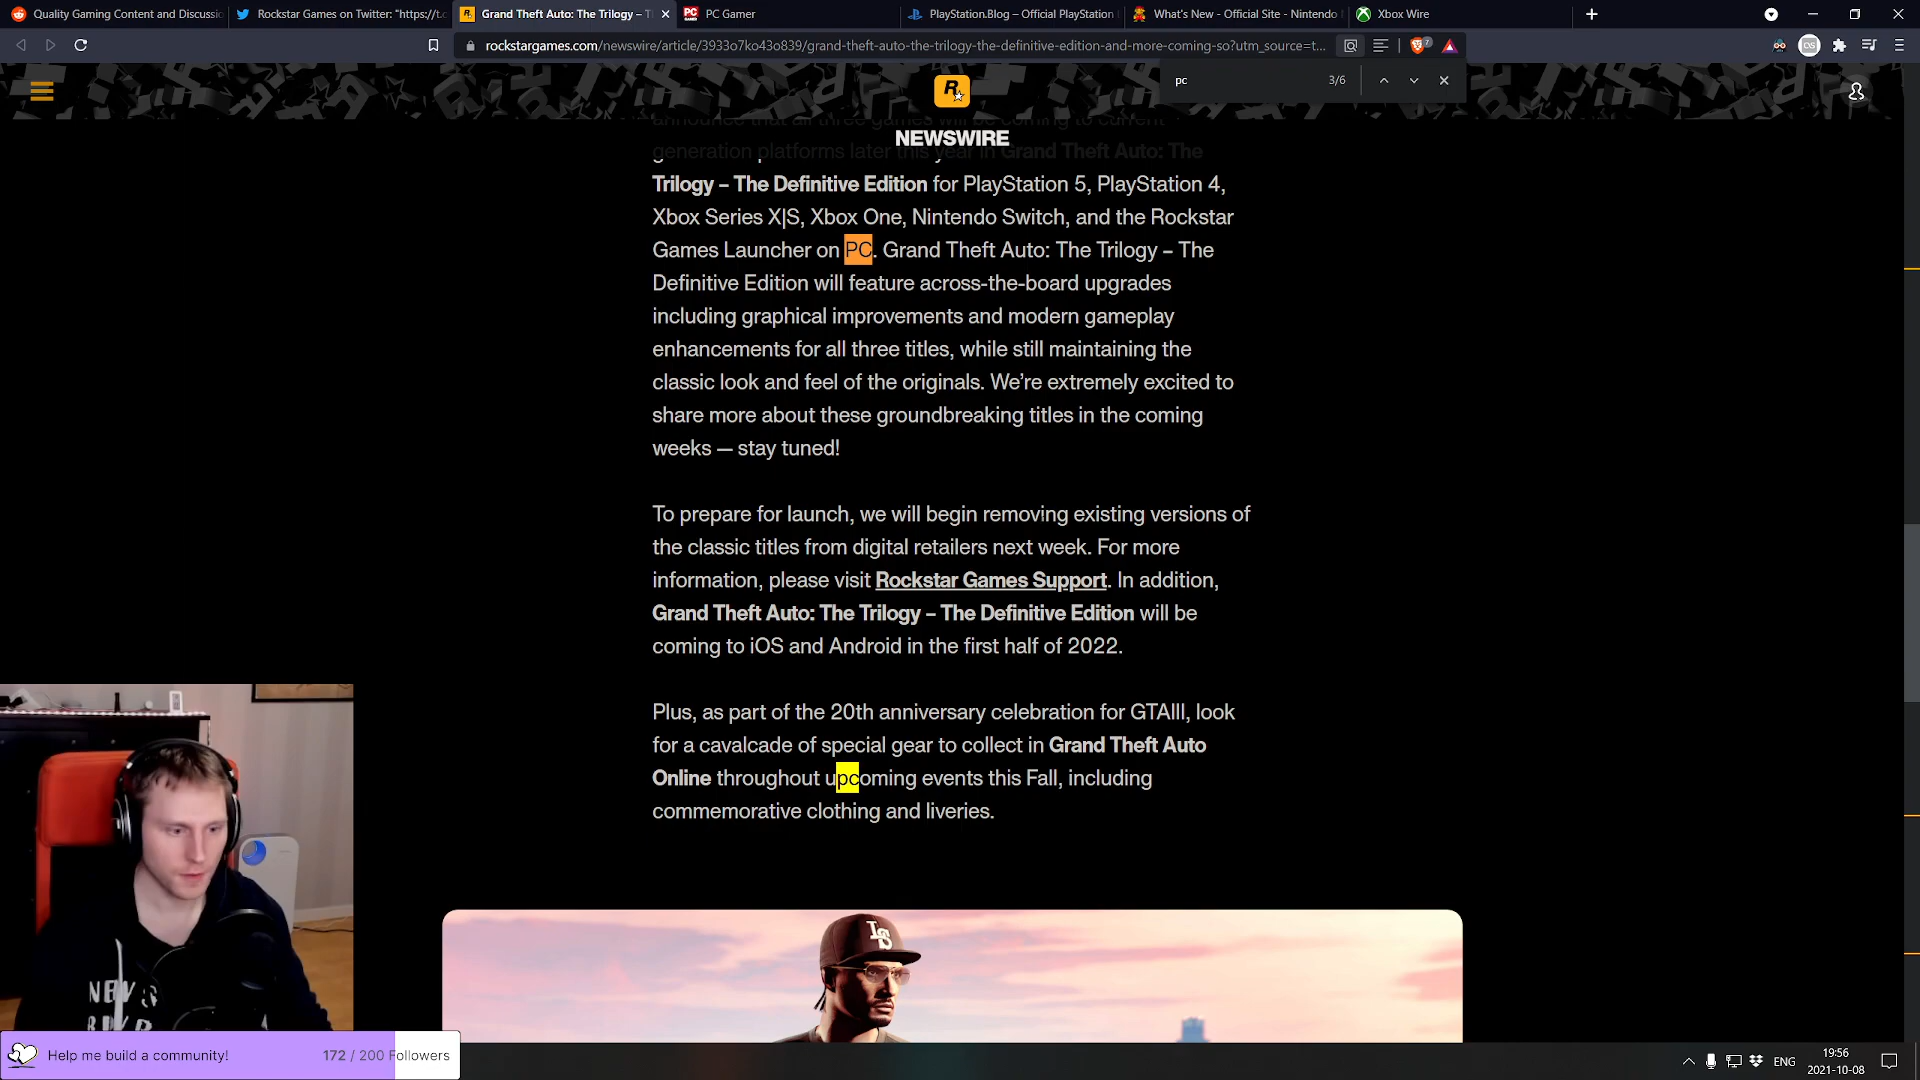 Quality Gaming Content and Discussi
Rockstar Games on Twitter: "https://t.c
Grand Theft Auto: The Trilogy – T
PC Gamer
PlayStation.Blog – Official PlayStation
What's New - Official Site - Nintendo
Xbox Wire
rockstargames.com/newswire/article/3933o7ko43o839/grand-theft-auto-the-trilogy-the-definitive-edition-and-more-coming-so?utm_source=t...
pc
3/6
NEWSWIRE
announce that all three games will be coming to current
generation platforms later this year in Grand Theft Auto: The
Trilogy – The Definitive Edition for PlayStation 5, PlayStation 4,
Xbox Series X|S, Xbox One, Nintendo Switch, and the Rockstar
Games Launcher on PC. Grand Theft Auto: The Trilogy – The
Definitive Edition will feature across-the-board upgrades
including graphical improvements and modern gameplay
enhancements for all three titles, while still maintaining the
classic look and feel of the originals. We're extremely excited to
share more about these groundbreaking titles in the coming
weeks — stay tuned!
To prepare for launch, we will begin removing existing versions of
the classic titles from digital retailers next week. For more
information, please visit Rockstar Games Support. In addition,
Grand Theft Auto: The Trilogy – The Definitive Edition will be
coming to iOS and Android in the first half of 2022.
Plus, as part of the 20th anniversary celebration for GTAIII, look
for a cavalcade of special gear to collect in Grand Theft Auto
Online throughout upcoming events this Fall, including
commemorative clothing and liveries.
LS
Help me build a community!
172 / 200 Followers
ENG
19:56
2021-10-08